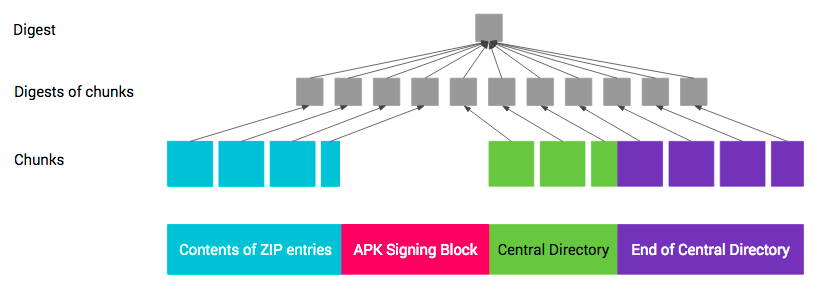 Digest
Digests of chunks
Chunks
Contents of ZIP entries
APK Signing Block
Central Directory
End of Central Directory